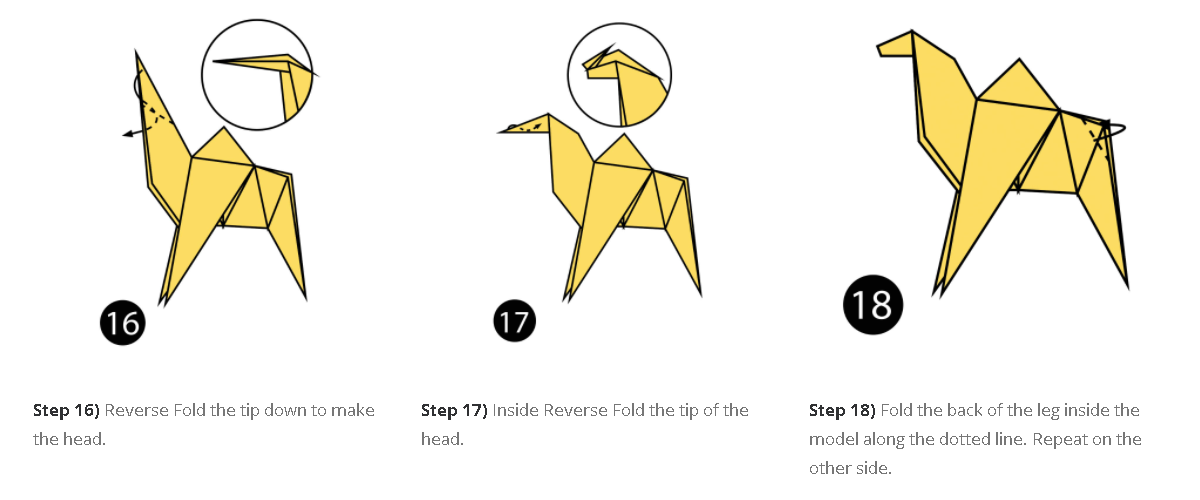 16
17
18
Step 16) Reverse Fold the tip down to make
the head.
Step 17) Inside Reverse Fold the tip of the
head.
Step 18) Fold the back of the leg inside the
model along the dotted line. Repeat on the
other side.